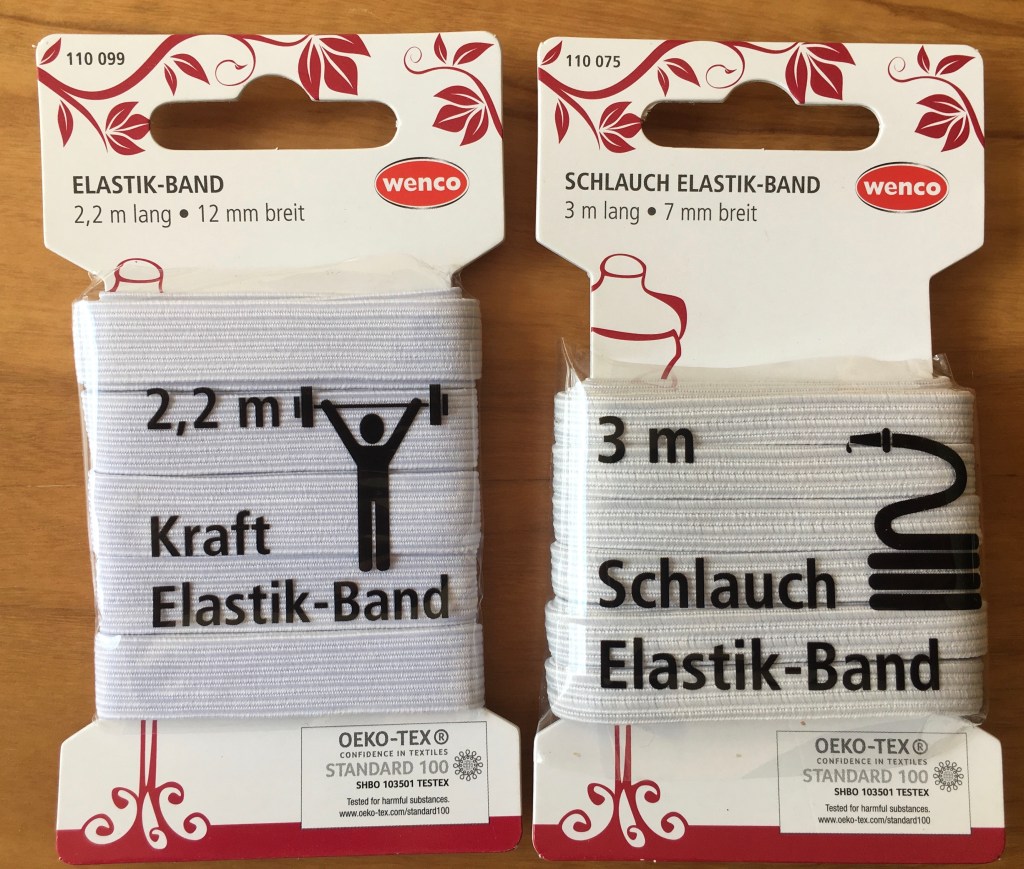 110 099
ELASTIK-BAND
2,2 m lang • 12 mm breit
wenco
2,2 m
Kraft
Elastik-Band
OEKO-TEX®
CONFIDENCE IN TEXTILES
STANDARD 100
SHBO 103501 TESTEX
Tested for harmful substances.
www.oeko-tex.com/standard100
110 075
SCHLAUCH ELASTIK-BAND
3 m lang • 7 mm breit
wenco
3 m
Schlauch
Elastik-Band
OEKO-TEX®
CONFIDENCE IN TEXTILES
STANDARD 100
SHBO 103501 TESTEX
Tested for harmful substances.
www.oeko-tex.com/standard100